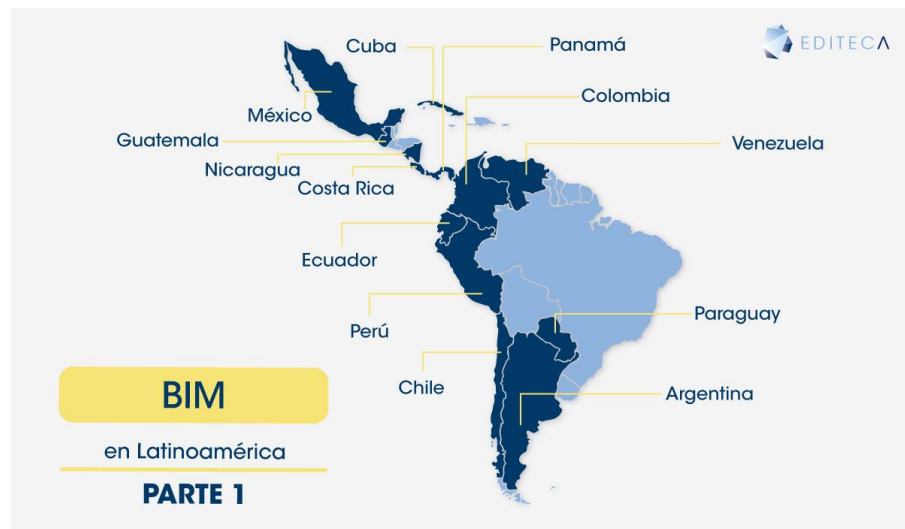 EDITECA
Cuba
Panamá
Colombia
México
Guatemala
Venezuela
Nicaragua
Costa Rica
Ecuador
Perú
Paraguay
Chile
Argentina
BIM
en Latinoamérica
PARTE 1